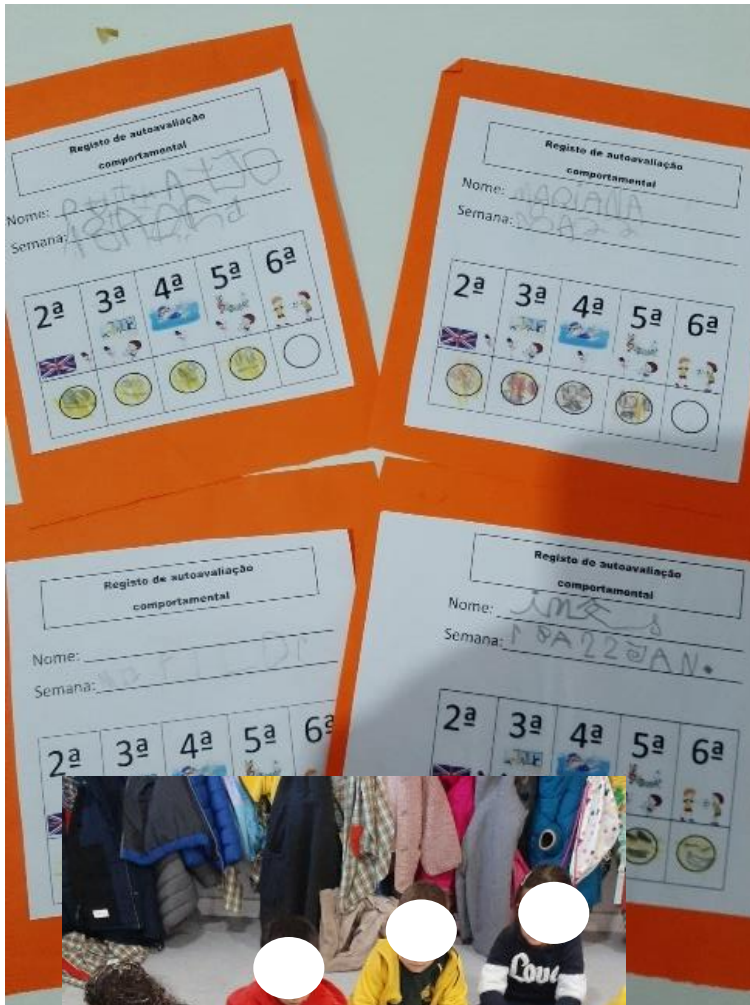 Registo de autoavaliação
comportamental
Nome:
Semana:
2ª 3ª 4ª 5ª 6ª
Registo de autoavaliação
comportamental
Nome: MARIANA
Semana:
2ª 3ª 4ª 5ª 6ª
Registo de autoavaliação
comportamental
Nome:
Semana:
2ª 3ª 4ª 5ª 6ª
Registo de autoavaliação
comportamental
Nome: inês
Semana: 18A22JAN.
2ª 3ª 4ª 5ª 6ª